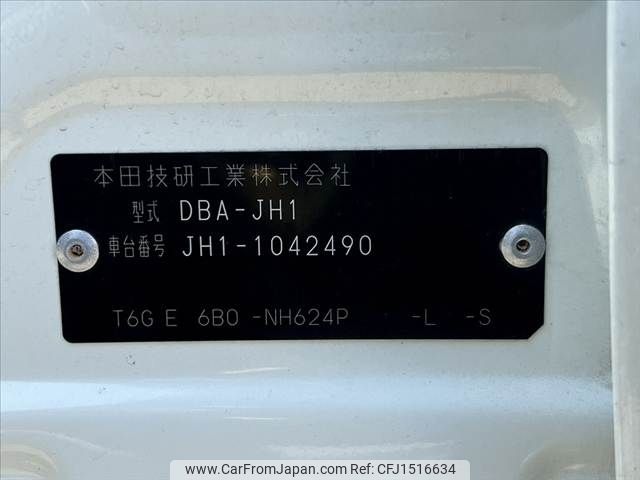 本田技研工業株式会社
型式 DBA-JH1
車台番号 JH1-1042490
T6G E 6B0 -NH624P -L -S
www.CarFromJapan.com - CFJ1516634